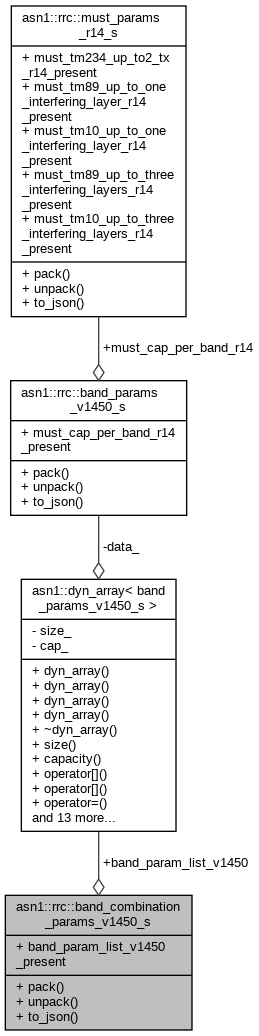 asn1::rrc::must_params
_r14_s
+ must_tm234_up_to2_tx
_r14_present
+ must_tm89_up_to_one
_interfering_layer_r14
_present
+ must_tm10_up_to_one
_interfering_layer_r14
_present
+ must_tm89_up_to_three
_interfering_layers_r14
_present
+ must_tm10_up_to_three
_interfering_layers_r14
_present
+ pack()
+ unpack()
+ to_json()
+must_cap_per_band_r14
asn1::rrc::band_params
_v1450_s
+ must_cap_per_band_r14
_present
+ pack()
+ unpack()
+ to_json()
-data_
asn1::dyn_array< band
_params_v1450_s >
- size_
- cap_
+ dyn_array()
+ dyn_array()
+ dyn_array()
+ dyn_array()
+ ~dyn_array()
+ size()
+ capacity()
+ operator[]()
+ operator[]()
+ operator=()
and 13 more...
+band_param_list_v1450
asn1::rrc::band_combination
_params_v1450_s
+ band_param_list_v1450
_present
+ pack()
+ unpack()
+ to_json()